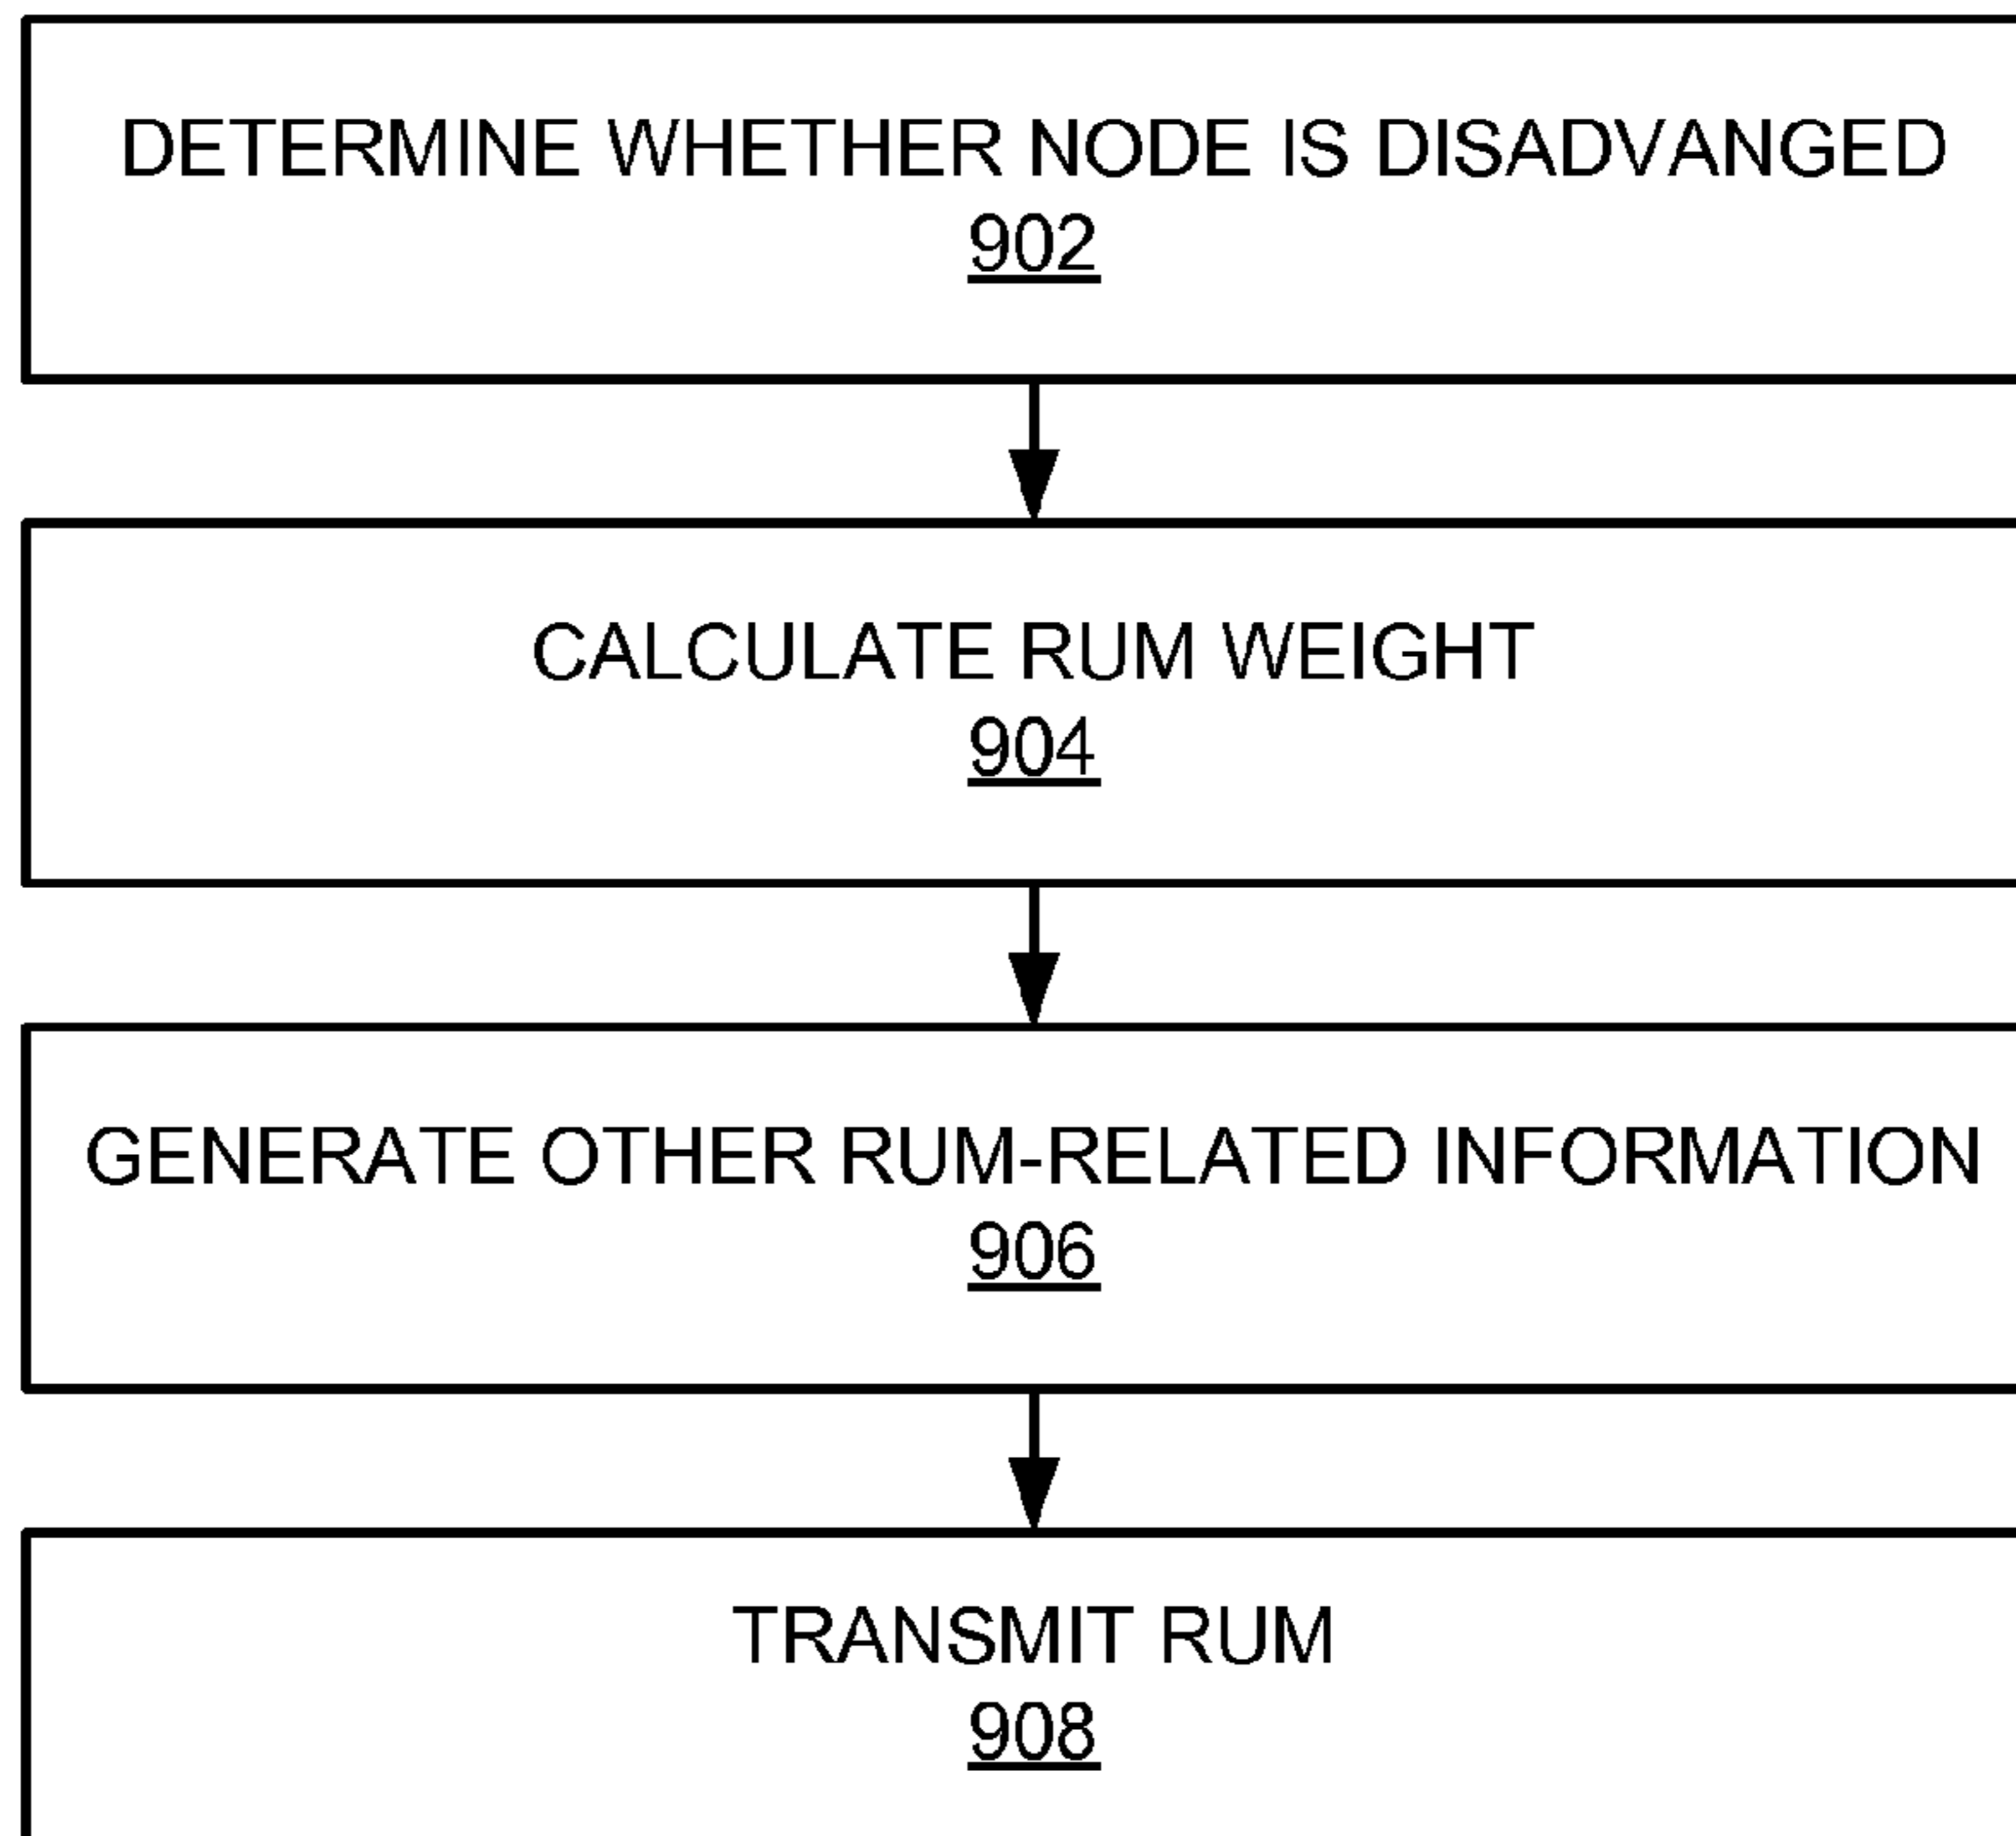 DETERMINE WHETHER NODE IS DISADVANGED
902
CALCULATE RUM WEIGHT
904
GENERATE OTHER RUM-RELATED INFORMATION
906
TRANSMIT RUM
908